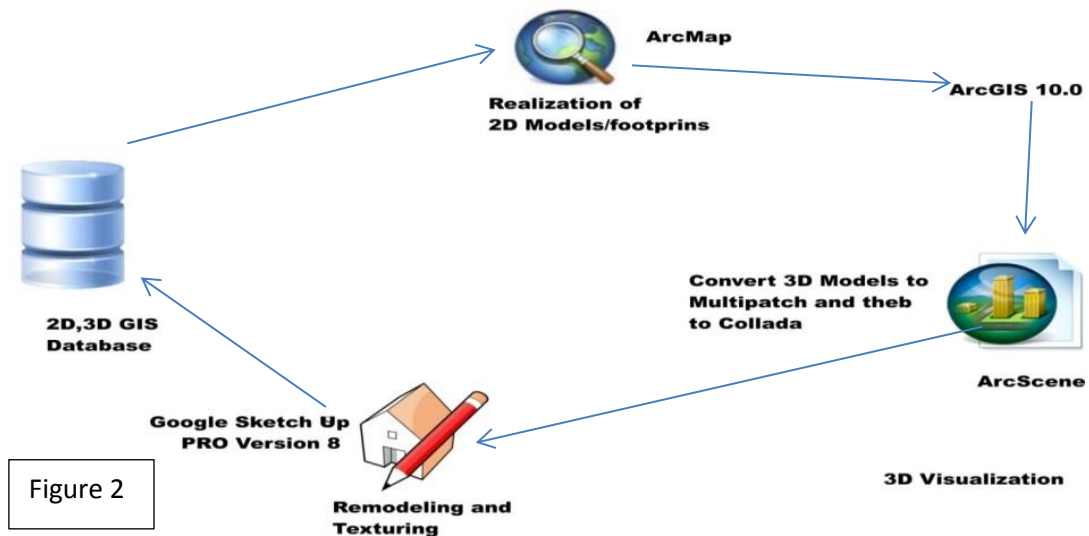 ArcMap
Realization of
2D Models/footprins
ArcGIS 10.0
Convert 3D Models to
Multipatch and theb
to Collada
ArcScene
2D,3D GIS
Database
Google Sketch Up
PRO Version 8
Remodeling and
Texturing
3D Visualization
Figure 2